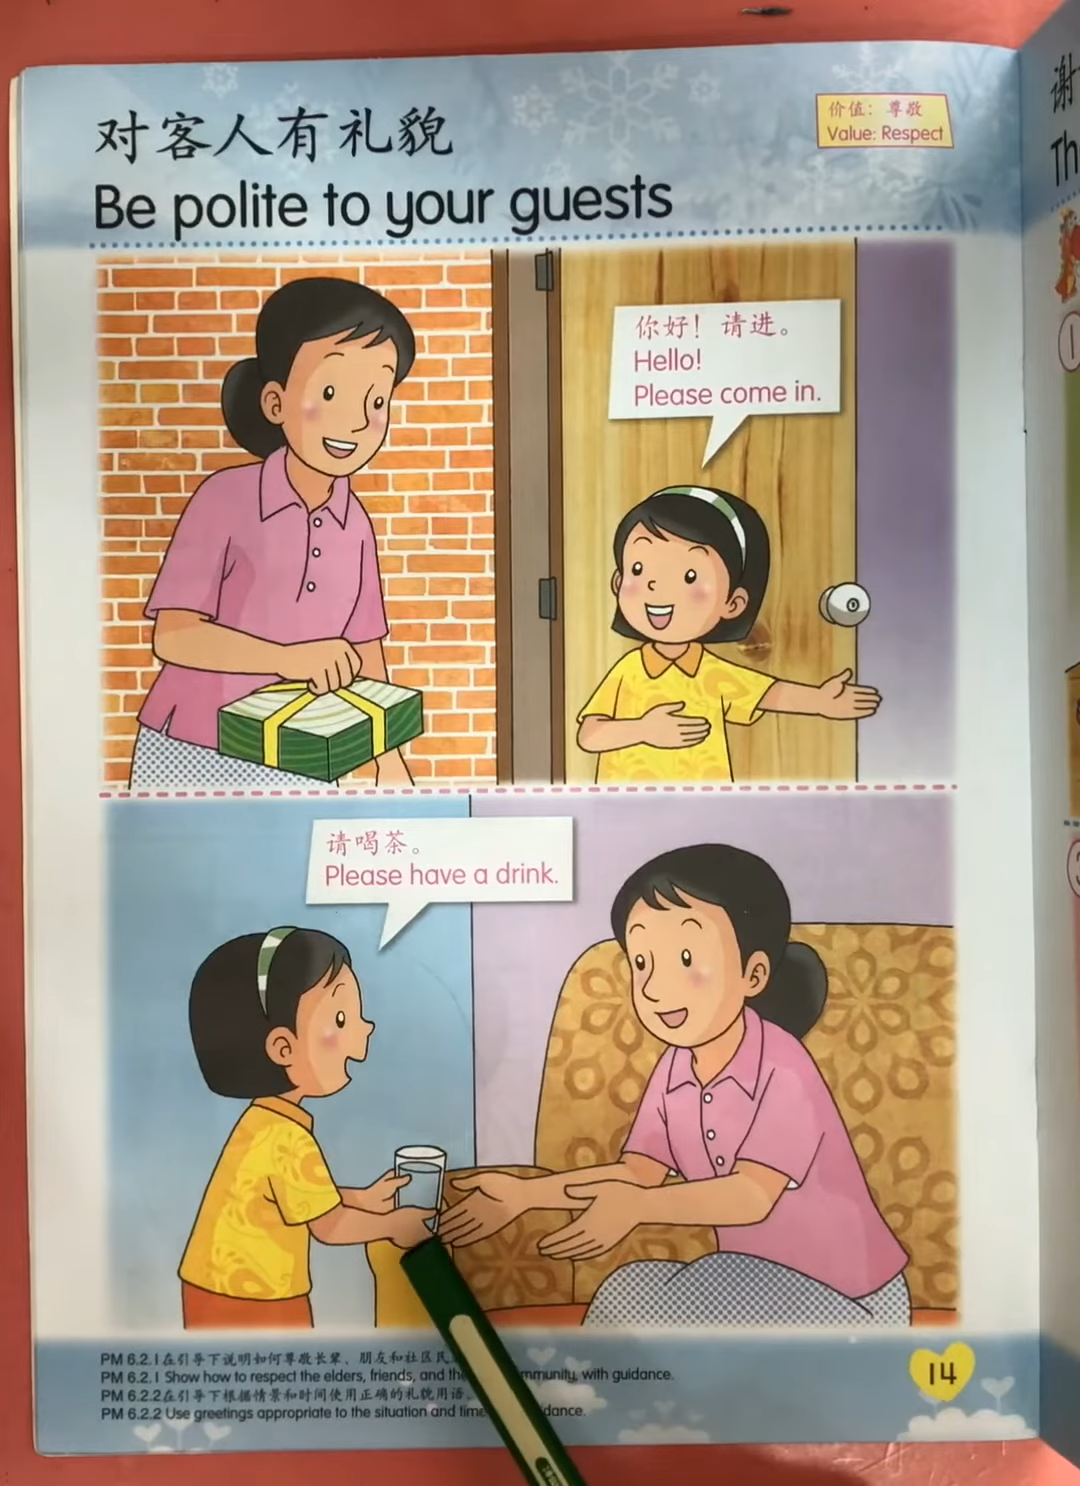 对客人有礼貌
Be polite to your guests
价值：尊敬
Value: Respect
你好！请进。
Hello!
Please come in.
请喝茶。
Please have a drink.
PM 6.2.1在引导下说明如何尊敬长辈、朋友和社区民
PM 6.2.1 Show how to respect the elders, friends, and the mmunity, with guidance.
PM 6.2.2在引导下根据情景和时间使用正确的礼貌用语。
PM 6.2.2 Use greetings appropriate to the situation and time dance.
14
谢
Th
1